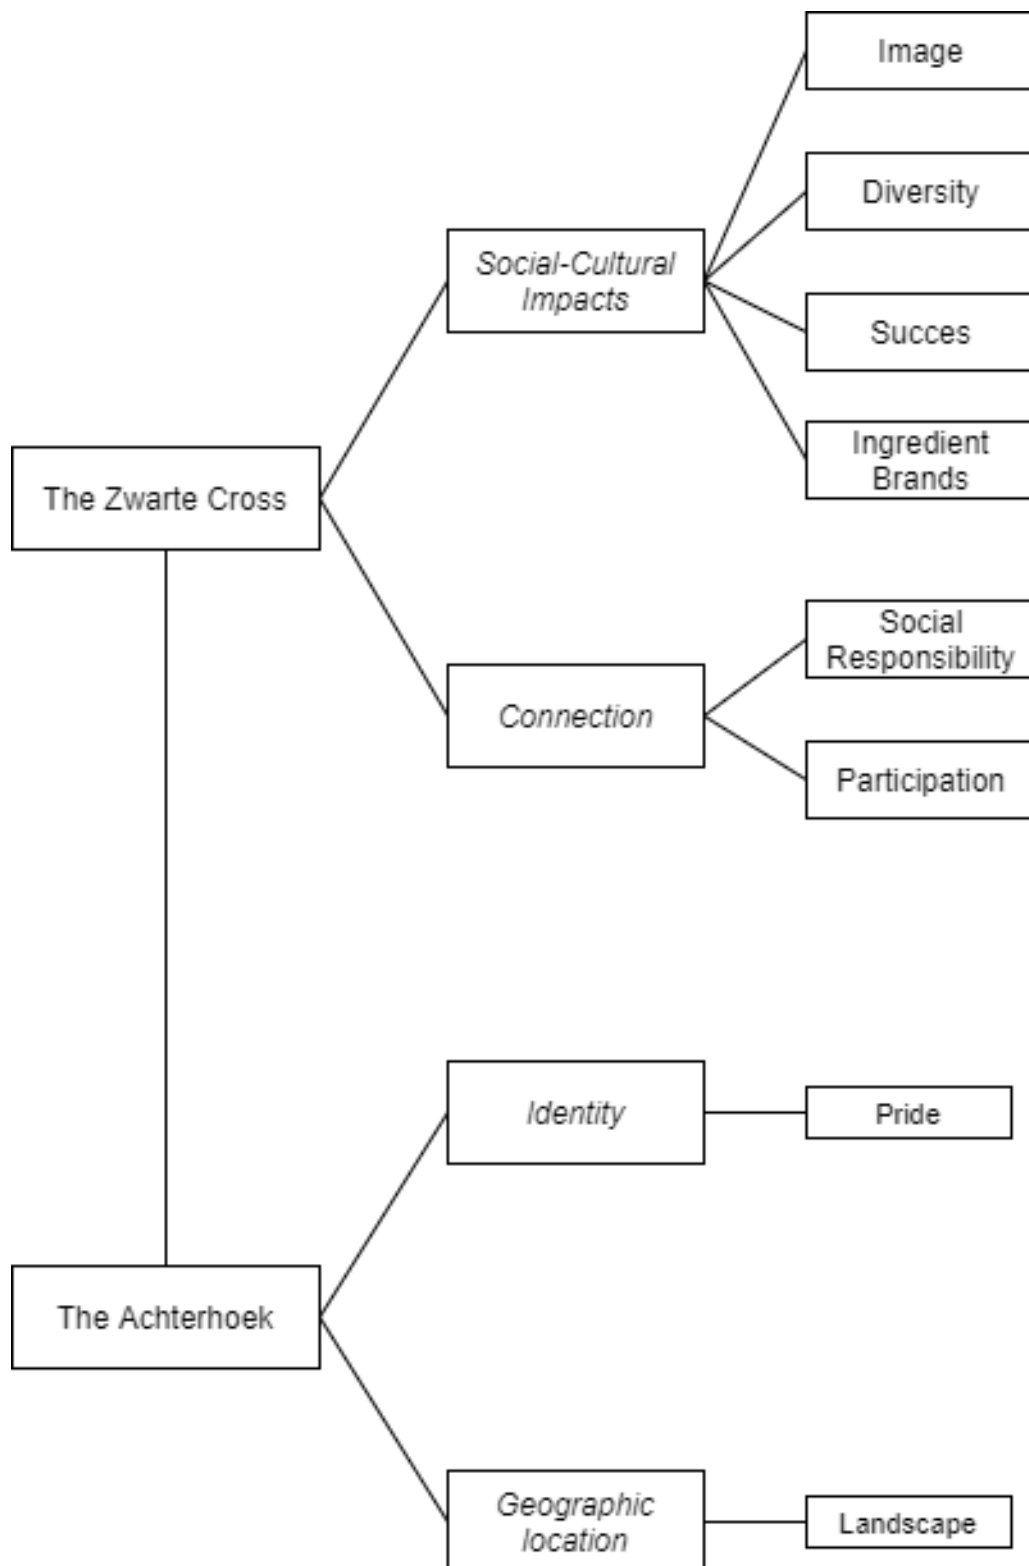 Image
Diversity
Social-Cultural
Impacts
Succes
Ingredient
Brands
The Zwarte Cross
Social
Responsibility
Connection
Participation
Identity
Pride
The Achterhoek
Geographic
location
Landscape